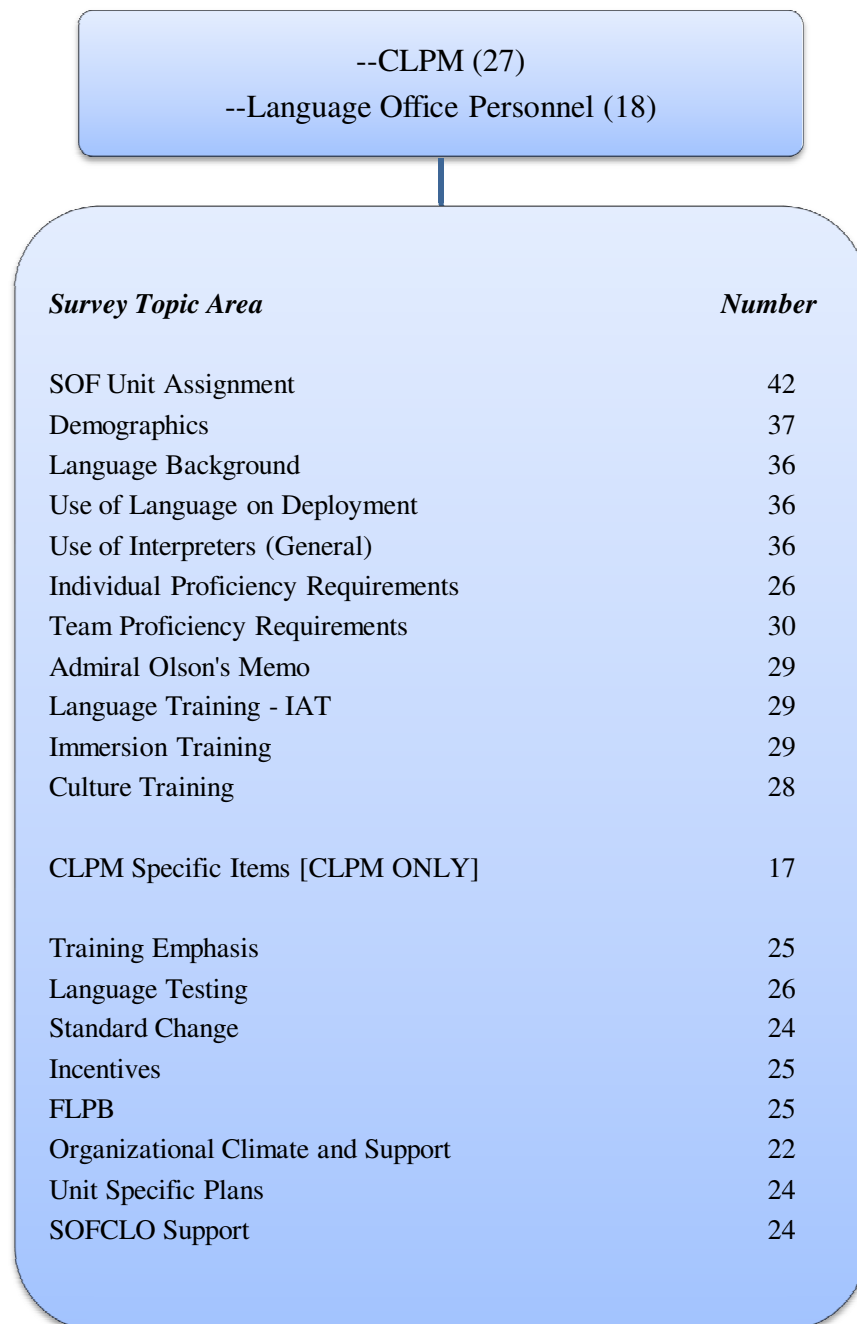 --CLPM (27)
--Language Office Personnel (18)
Survey Topic Area Number
SOF Unit Assignment 42
Demographics 37
Language Background 36
Use of Language on Deployment 36
Use of Interpreters (General) 36
Individual Proficiency Requirements 26
Team Proficiency Requirements 30
Admiral Olson's Memo 29
Language Training - IAT 29
Immersion Training 29
Culture Training 28
CLPM Specific Items [CLPM ONLY] 17
Training Emphasis 25
Language Testing 26
Standard Change 24
Incentives 25
FLPB 25
Organizational Climate and Support 22
Unit Specific Plans 24
SOFCLO Support 24